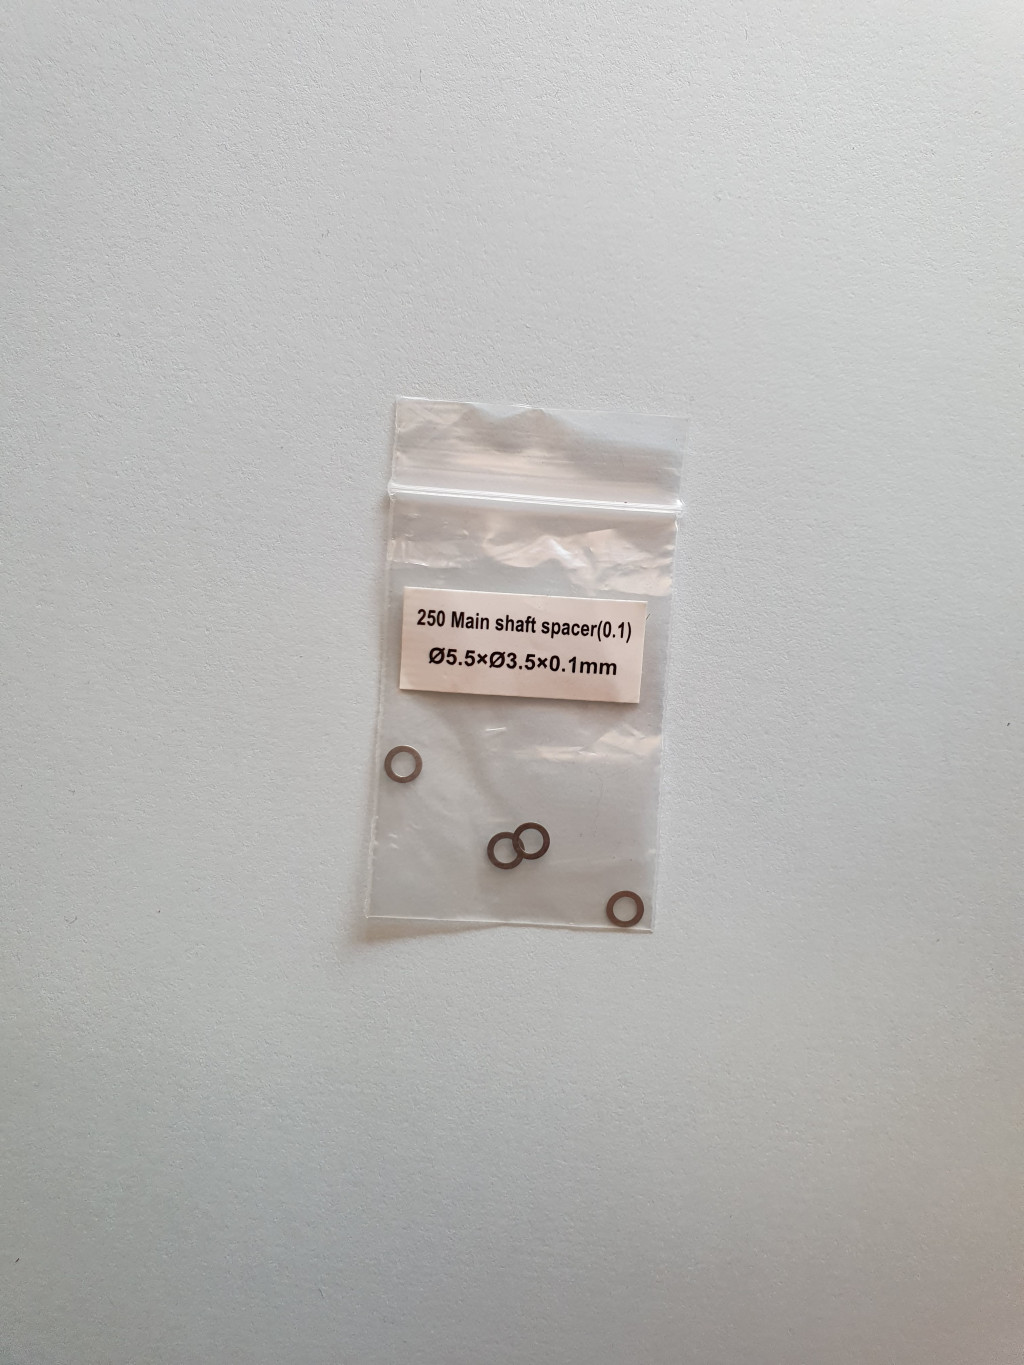 250 Main shaft spacer(0.1)
Ø5.5×Ø3.5×0.1mm